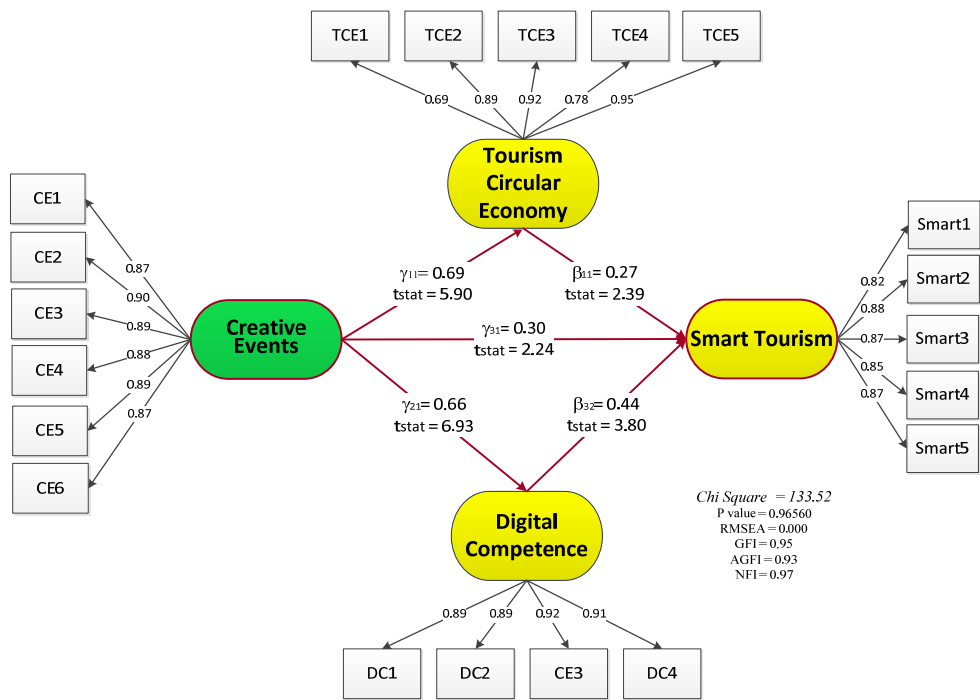 TCE1
TCE2
TCE3
TCE4
TCE5
0.69
0.89
0.92
0.78
0.95
Tourism
Circular
Economy
CE1
CE2
CE3
CE4
CE5
CE6
0.87
0.90
0.89
0.88
0.89
0.87
Creative
Events
γ11= 0.69
tstat = 5.90
β11= 0.27
tstat = 2.39
γ31= 0.30
tstat = 2.24
γ21= 0.66
tstat = 6.93
β32= 0.44
tstat = 3.80
Smart Tourism
0.82
0.88
0.87
0.85
0.87
Smart1
Smart2
Smart3
Smart4
Smart5
Digital
Competence
0.89
0.89
0.92
0.91
DC1
DC2
CE3
DC4
Chi Square = 133.52
P value = 0.96560
RMSEA = 0.000
GFI = 0,95
AGFI = 0.93
NFI = 0.97